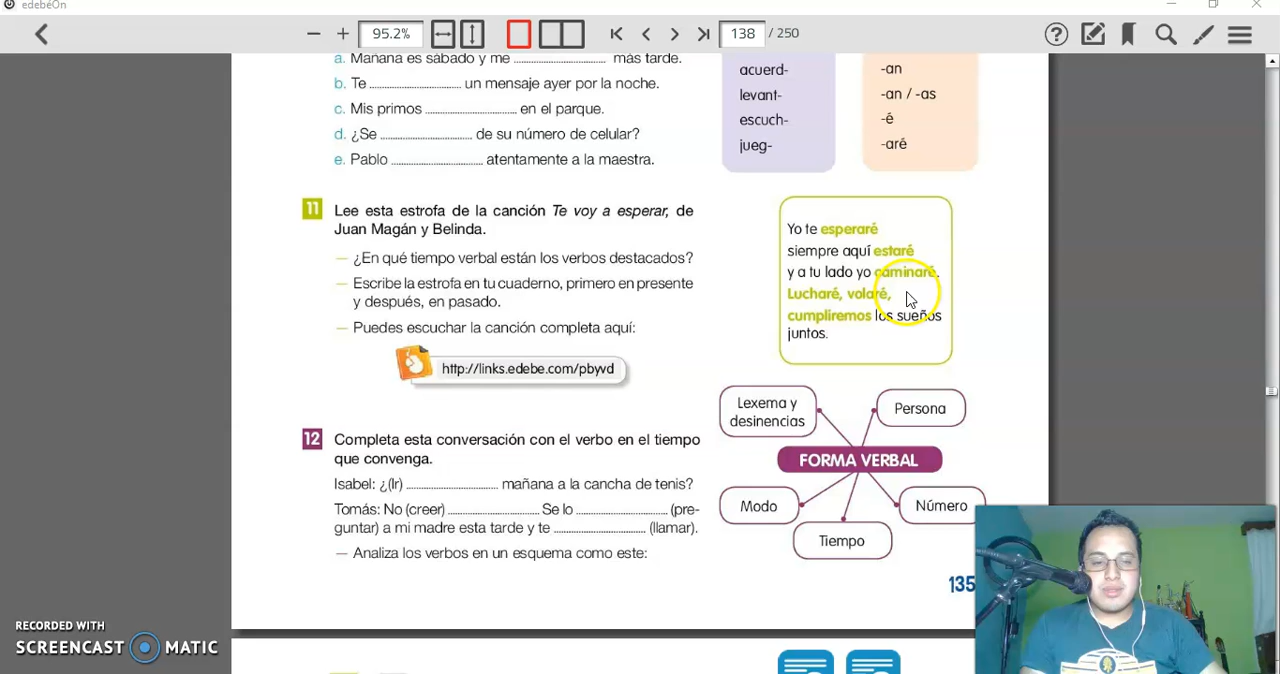 edebéOn
95.2%
138 / 250
a. Mañana es sábado y me ........................ más tarde.
b. Te ........................ un mensaje ayer por la noche.
c. Mis primos ........................ en el parque.
d. ¿Se ........................ de su número de celular?
e. Pablo ........................ atentamente a la maestra.
acuerd-
levant-
escuch-
jueg-
-an
-an / -as
-é
-aré
11 Lee esta estrofa de la canción Te voy a esperar, de
Juan Magán y Belinda.
— ¿En qué tiempo verbal están los verbos destacados?
— Escribe la estrofa en tu cuaderno, primero en presente
y después, en pasado.
— Puedes escuchar la canción completa aquí:
http://links.edebe.com/pbyvd
Yo te esperaré
siempre aquí estaré
y a tu lado yo caminaré.
Lucharé, volaré,
cumpliremos los sueños
juntos.
12 Completa esta conversación con el verbo en el tiempo
que convenga.
Isabel: ¿(Ir) ........................ mañana a la cancha de tenis?
Tomás: No (creer) ........................ Se lo ........................ (pre-
guntar) a mi madre esta tarde y te ........................ (llamar).
— Analiza los verbos en un esquema como este:
Lexema y
desinencias
Persona
FORMA VERBAL
Modo
Número
Tiempo
135
RECORDED WITH
SCREENCAST MATIC